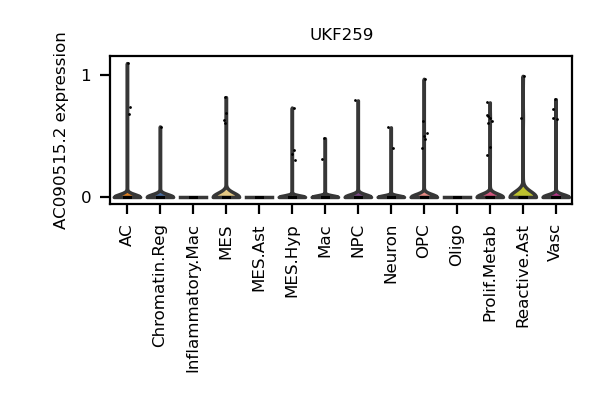 UKF259
AC090515.2 expression
1
0
AC
Chromatin.Reg
Inflammatory.Mac
MES
MES.Ast
MES.Hyp
Mac
NPC
Neuron
OPC
Oligo
Prolif.Metab
Reactive.Ast
Vasc